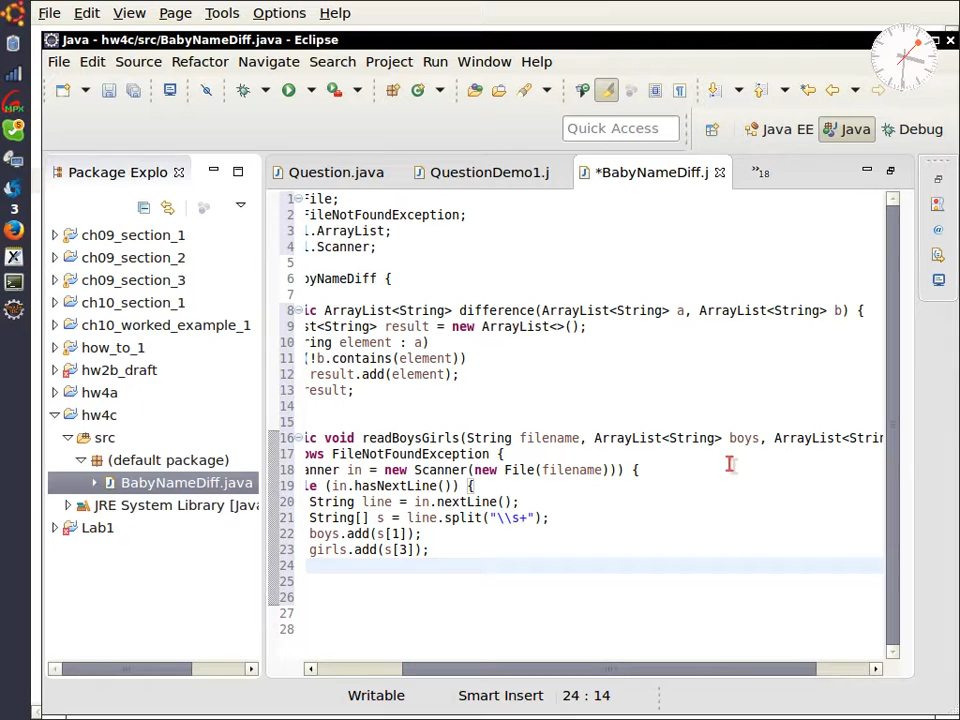 File Edit View Page Tools Options Help
Java - hw4c/src/BabyNameDiff.java - Eclipse
File Edit Source Refactor Navigate Search Project Run Window Help
Quick Access
Java EE
Java
Debug
Package Explo
Question.java
QuestionDemo1.j
*BabyNameDiff.j
»18
ch09_section_1
ch09_section_2
ch09_section_3
ch10_section_1
ch10_worked_example_1
how_to_1
hw2b_draft
hw4a
hw4c
src
(default package)
BabyNameDiff.java
JRE System Library [Java
Lab1
3
1 File;
2 FileNotFoundException;
3 l.ArrayList;
4 l.Scanner;
5
6 byNameDiff {
7
8 ic ArrayList<String> difference(ArrayList<String> a, ArrayList<String> b) {
9 st<String> result = new ArrayList<>();
10 ring element : a)
11 (!b.contains(element))
12 result.add(element);
13 result;
14
15
16 ic void readBoysGirls(String filename, ArrayList<String> boys, ArrayList<Strin
17 ows FileNotFoundException {
18 anner in = new Scanner(new File(filename))) {
19 le (in.hasNextLine()) {
20 String line = in.nextLine();
21 String[] s = line.split("\\s+");
22 boys.add(s[1]);
23 girls.add(s[3]);
24
25
26
27
28
Writable Smart Insert 24 : 14